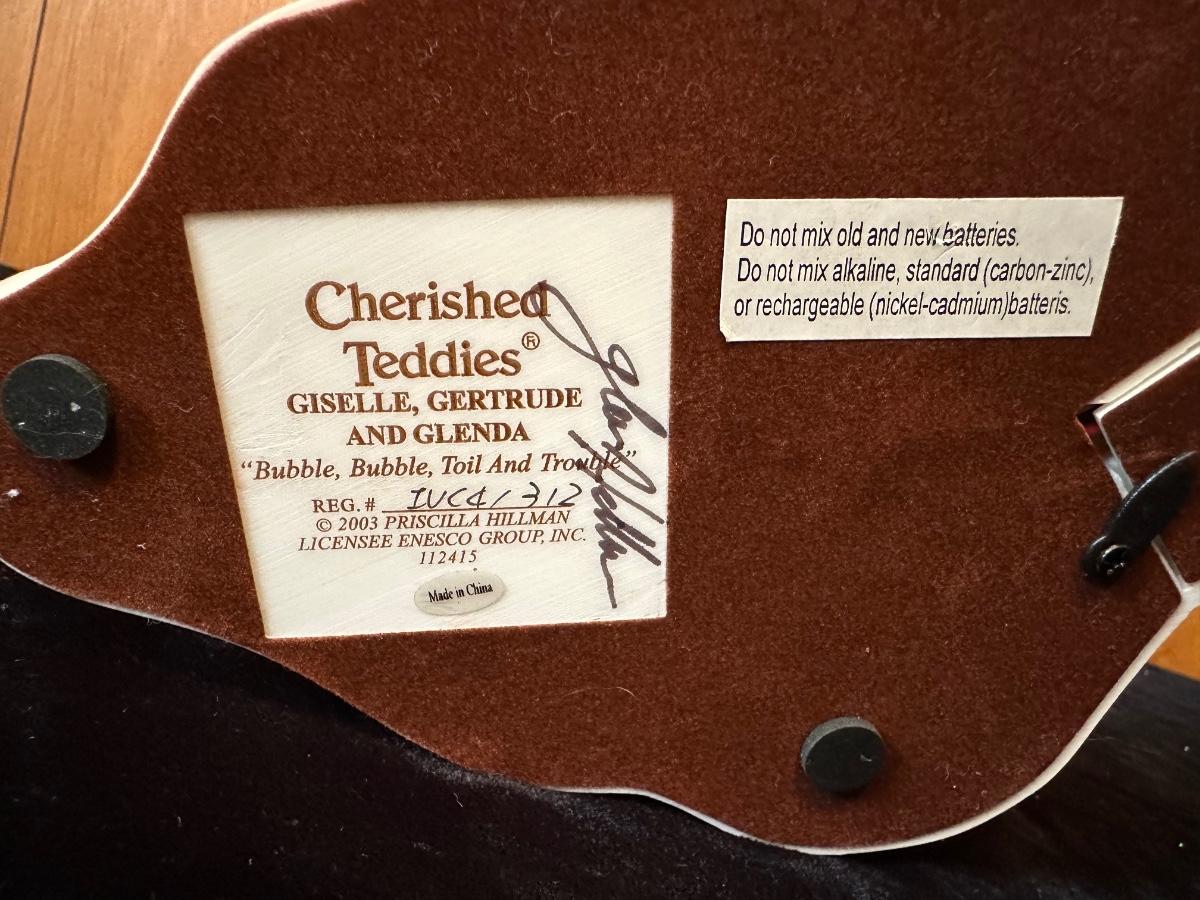 Cherished
Teddies®
GISELLE, GERTRUDE
AND GLENDA
“Bubble, Bubble, Toil And Trouble”
REG. #
© 2003 PRISCILLA HILLMAN
LICENSEE ENESCO GROUP, INC.
112415
Made in China
Do not mix old and new batteries.
Do not mix alkaline, standard (carbon-zinc),
or rechargeable (nickel-cadmium)batteris.